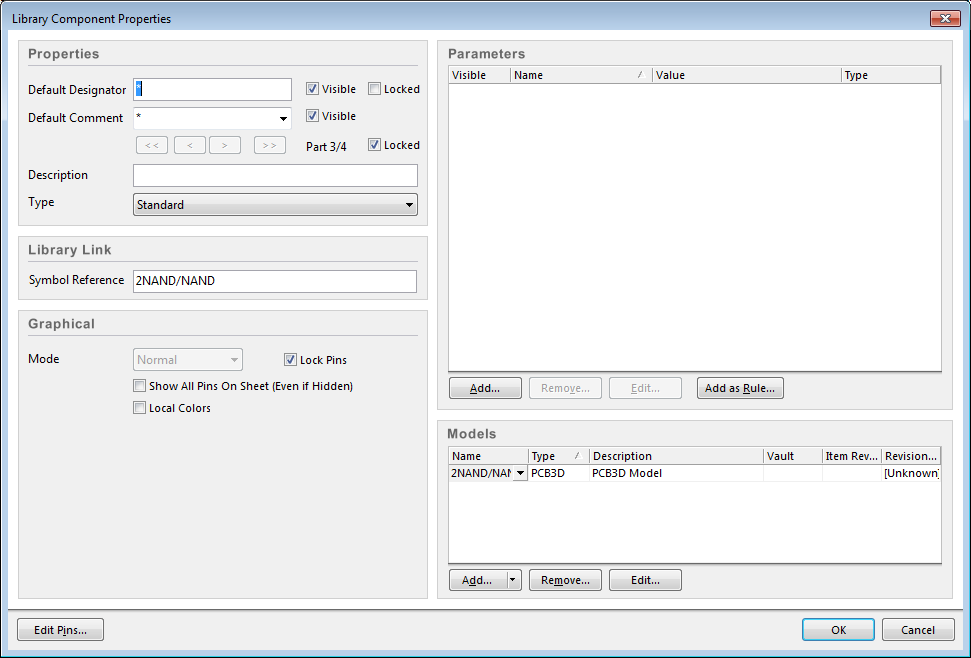 Library Component Properties
Properties
Default Designator * Visible Locked
Default Comment * Visible
<< < > >> Part 3/4 Locked
Description
Type Standard
Library Link
Symbol Reference 2NAND/NAND
Graphical
Mode Normal Lock Pins
Show All Pins On Sheet (Even if Hidden)
Local Colors
Parameters
Visible Name Value Type
Add... Remove... Edit... Add as Rule...
Models
Name Type Description Vault Item Rev... Revision...
2NAND/NAN PCB3D PCB3D Model [Unknown]
Add... Remove... Edit...
Edit Pins... OK Cancel